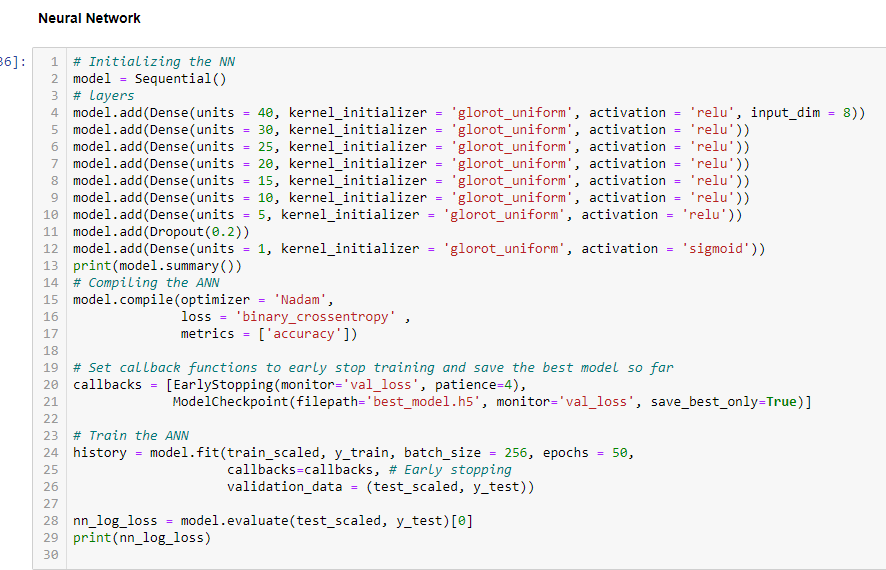 Neural Network
36]:
1 # Initializing the NN
2 model = Sequential()
3 # layers
4 model.add(Dense(units = 40, kernel_initializer = 'glorot_uniform', activation = 'relu', input_dim = 8))
5 model.add(Dense(units = 30, kernel_initializer = 'glorot_uniform', activation = 'relu'))
6 model.add(Dense(units = 25, kernel_initializer = 'glorot_uniform', activation = 'relu'))
7 model.add(Dense(units = 20, kernel_initializer = 'glorot_uniform', activation = 'relu'))
8 model.add(Dense(units = 15, kernel_initializer = 'glorot_uniform', activation = 'relu'))
9 model.add(Dense(units = 10, kernel_initializer = 'glorot_uniform', activation = 'relu'))
10 model.add(Dense(units = 5, kernel_initializer = 'glorot_uniform', activation = 'relu'))
11 model.add(Dropout(0.2))
12 model.add(Dense(units = 1, kernel_initializer = 'glorot_uniform', activation = 'sigmoid'))
13 print(model.summary())
14 # Compiling the ANN
15 model.compile(optimizer = 'Nadam',
16               loss = 'binary_crossentropy' ,
17               metrics = ['accuracy'])
18
19 # Set callback functions to early stop training and save the best model so far
20 callbacks = [EarlyStopping(monitor='val_loss', patience=4),
21              ModelCheckpoint(filepath='best_model.h5', monitor='val_loss', save_best_only=True)]
22
23 # Train the ANN
24 history = model.fit(train_scaled, y_train, batch_size = 256, epochs = 50,
25                     callbacks=callbacks, # Early stopping
26                     validation_data = (test_scaled, y_test))
27
28 nn_log_loss = model.evaluate(test_scaled, y_test)[0]
29 print(nn_log_loss)
30